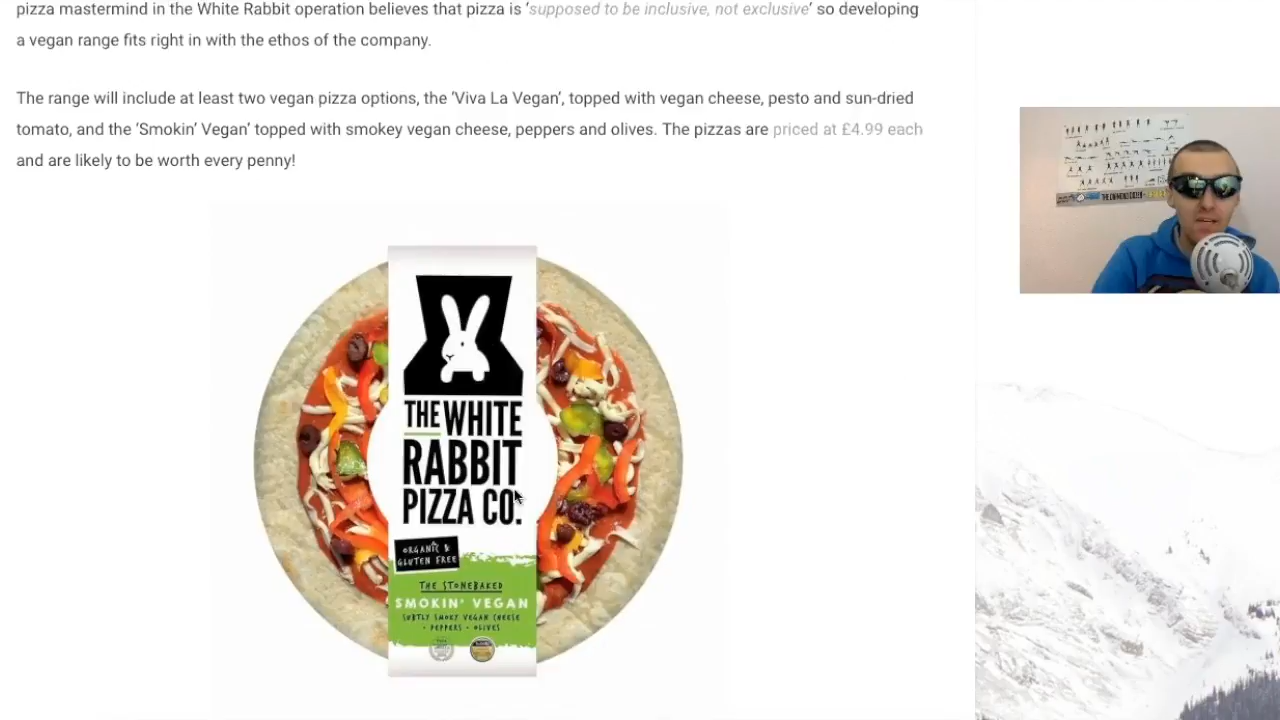 pizza mastermind in the White Rabbit operation believes that pizza is ‘supposed to be inclusive, not exclusive’ so developing
a vegan range fits right in with the ethos of the company.
The range will include at least two vegan pizza options, the ‘Viva La Vegan’, topped with vegan cheese, pesto and sun-dried
tomato, and the ‘Smokin’ Vegan’ topped with smokey vegan cheese, peppers and olives. The pizzas are priced at £4.99 each
and are likely to be worth every penny!
THE WHITE
RABBIT
PIZZA CO.
ORGANIC &
GLUTEN FREE
THE STONEBAKED
SMOKIN' VEGAN
SUBTLY SMOKY VEGAN CHEESE
• PEPPERS • OLIVES